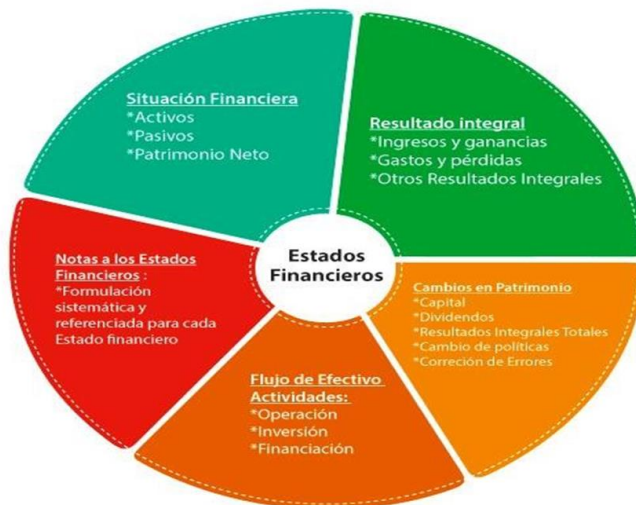 Situación Financiera
*Activos
*Pasivos
*Patrimonio Neto
Resultado integral
*Ingresos y ganancias
*Gastos y pérdidas
*Otros Resultados Integrales
Notas a los Estados
Financieros :
*Formulación
sistemática y
referenciada para cada
Estado financiero
Estados
Financieros
Cambios en Patrimonio
*Capital
*Dividendos
*Resultados Integrales Totales
*Cambio de políticas
*Correción de Errores
Flujo de Efectivo
Actividades:
*Operación
*Inversión
*Financiación